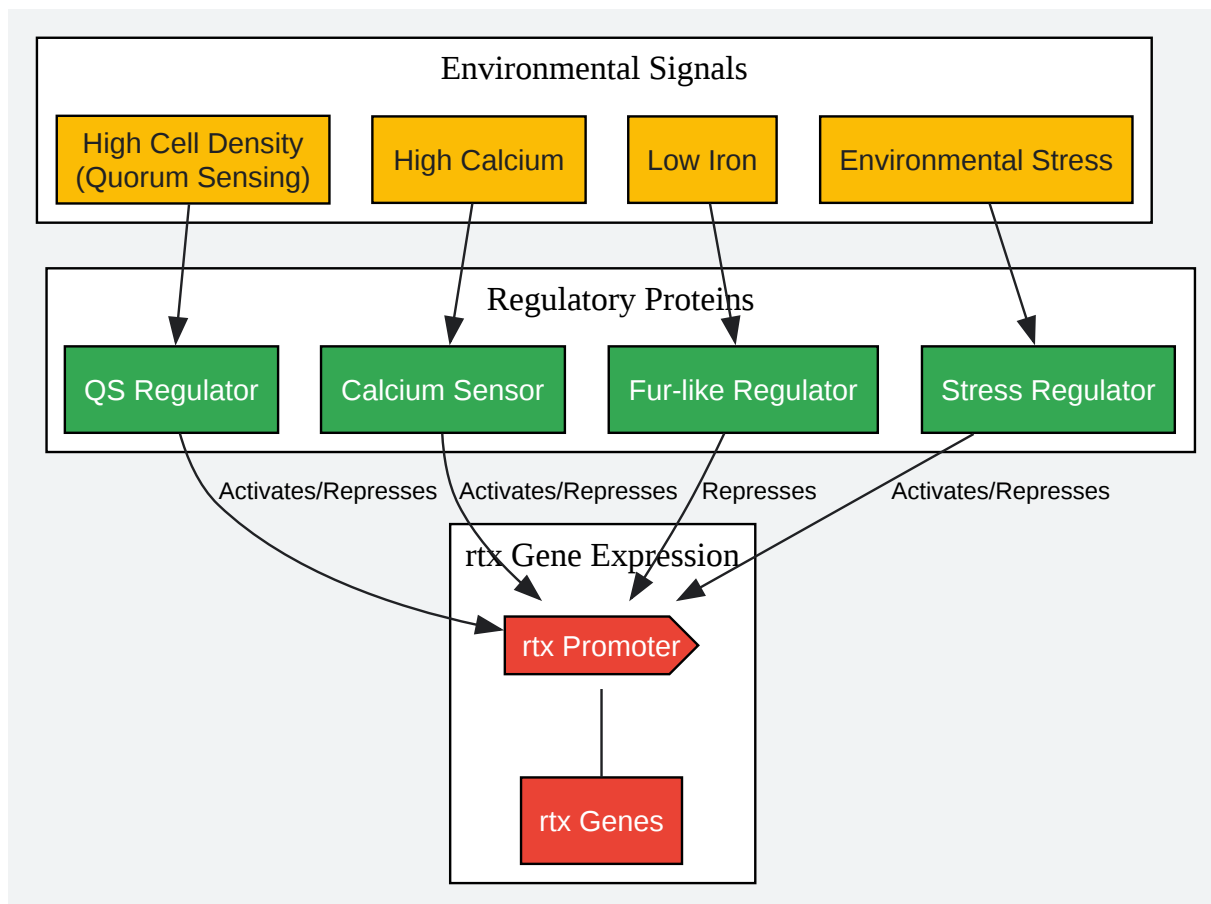 Environmental Signals
High Cell Density
(Quorum Sensing)
High Calcium
Low Iron
Environmental Stress
Regulatory Proteins
QS Regulator
Calcium Sensor
Fur-like Regulator
Stress Regulator
Activates/Represses
Activates/Represses
Represses
Activates/Represses
rtx Gene Expression
rtx Promoter
rtx Genes